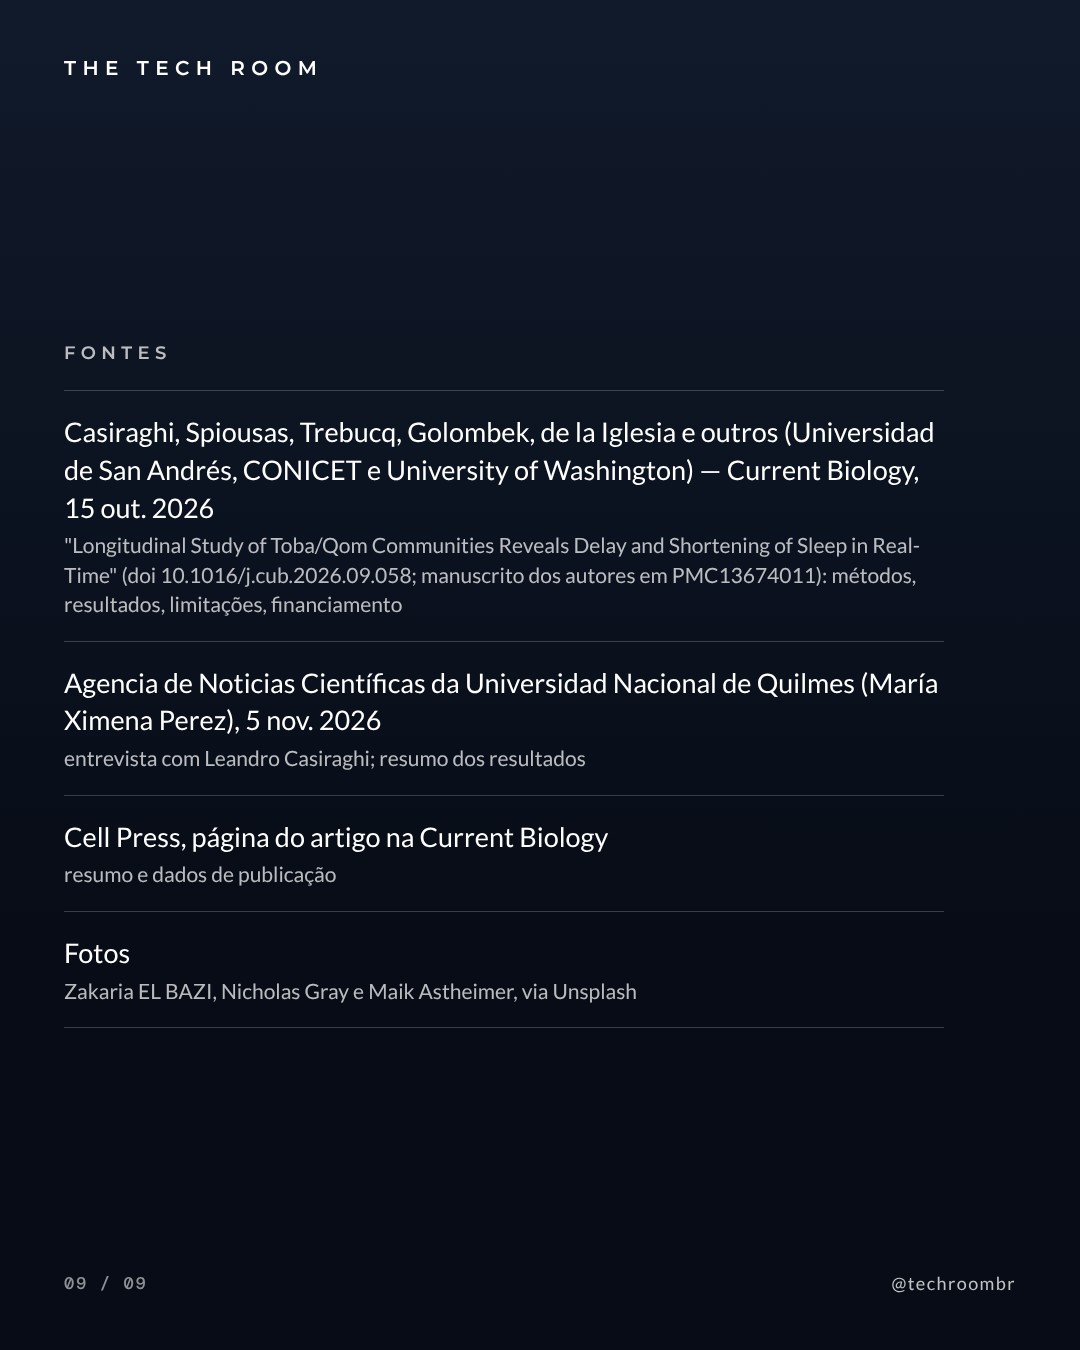 THE TECH ROOM
FONTES
Casiraghi, Spiousas, Trebucq, Golombek, de la Iglesia e outros (Universidad
de San Andrés, CONICET e University of Washington) — Current Biology,
15 out. 2026
"Longitudinal Study of Toba/Qom Communities Reveals Delay and Shortening of Sleep in Real-
Time" (doi 10.1016/j.cub.2026.09.058; manuscrito dos autores em PMC13674011): métodos,
resultados, limitações, financiamento
Agencia de Noticias Científicas da Universidad Nacional de Quilmes (María
Ximena Perez), 5 nov. 2026
entrevista com Leandro Casiraghi; resumo dos resultados
Cell Press, página do artigo na Current Biology
resumo e dados de publicação
Fotos
Zakaria EL BAZI, Nicholas Gray e Maik Astheimer, via Unsplash
09 / 09
@techroombr